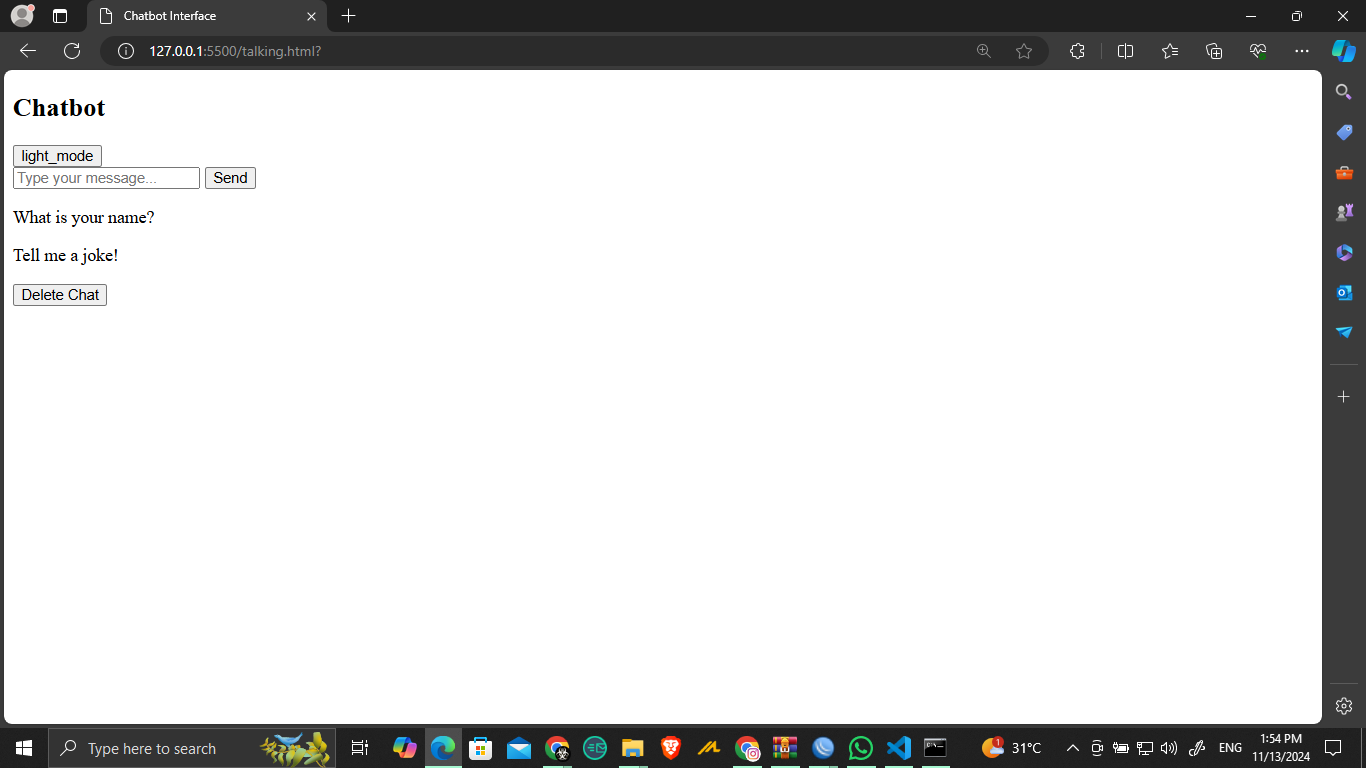 Chatbot Interface
127.0.0.1:5500/talking.html?
Chatbot
light_mode
Type your message...
Send
What is your name?
Tell me a joke!
Delete Chat
Type here to search
1
31°C
ENG
1:54 PM
11/13/2024